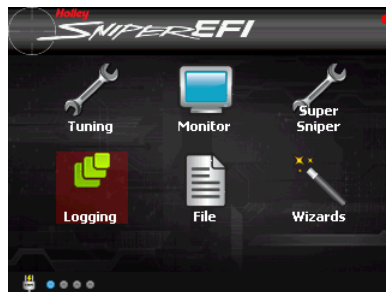 Holley
SNIPER EFI
Tuning
Monitor
Super
Sniper
Logging
File
Wizards